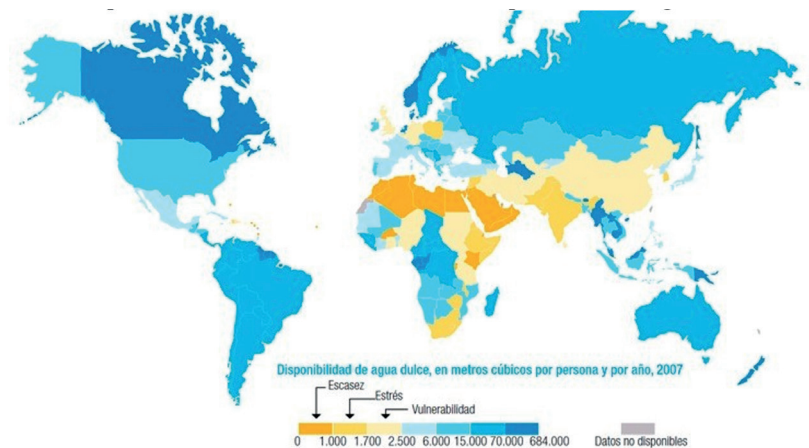 Disponibilidad de agua dulce, en metros cúbicos por persona y por año, 2007
Escasez
Estrés
Vulnerabilidad
0 1.000 1.700 2.500 6.000 15.000 70.000 684.000 Datos no disponibles